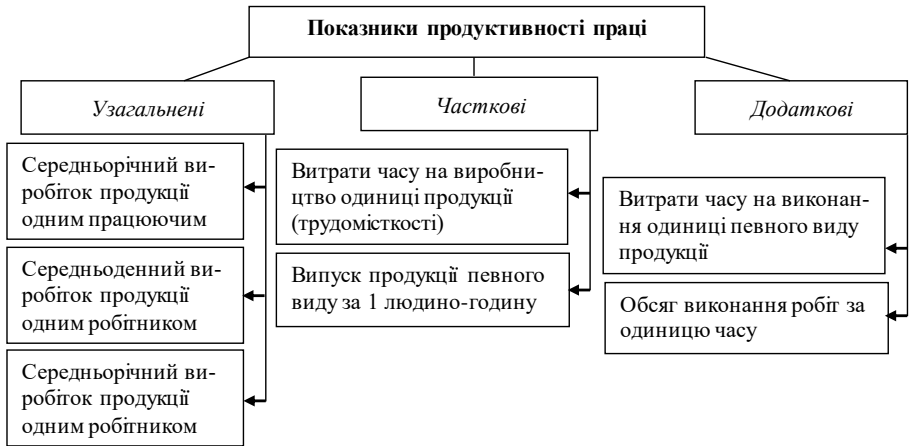 Показники продуктивності праці
Узагальнені
Часткові
Додаткові
Середньорічний ви-
робіток продукції
одним працюючим
Середньоденний ви-
робіток продукції
одним робітником
Середньорічний ви-
робіток продукції
одним робітником
Витрати часу на виробни-
цтво одиниці продукції
(трудомісткості)
Випуск продукції певного
виду за 1 людино-годину
Витрати часу на виконан-
ня одиниці певного виду
продукції
Обсяг виконання робіт за
одиницю часу